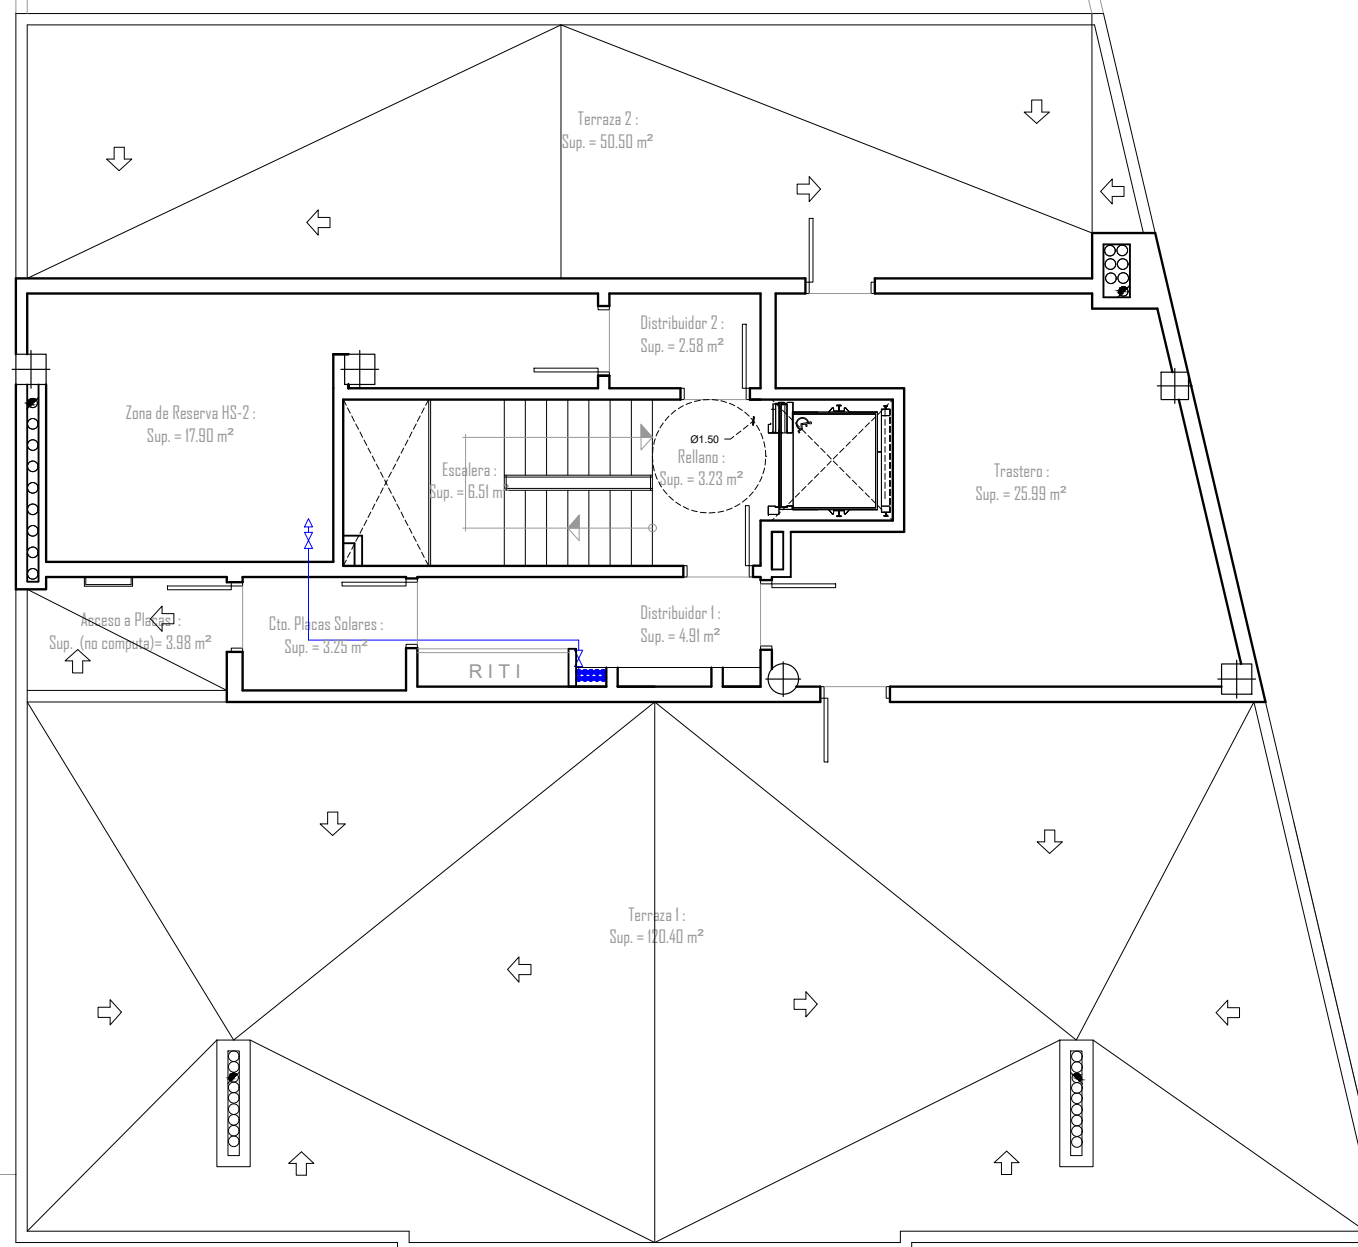 Terraza 2 :
Sup. = 50.50 m²
Distribuidor 2 :
Sup. = 2.58 m²
Zona de Reserva HS-2 :
Sup. = 17.90 m²
Ø1.50
Rellano :
Sup. = 3.23 m²
Escalera :
Sup. = 6.51 m²
Trastero :
Sup. = 25.99 m²
Acceso a Placas :
Sup. (no computa)= 3.98 m²
Cto. Placas Solares :
Sup. = 3.25 m²
Distribuidor 1 :
Sup. = 4.91 m²
RITI
Terraza 1 :
Sup. = 120.40 m²